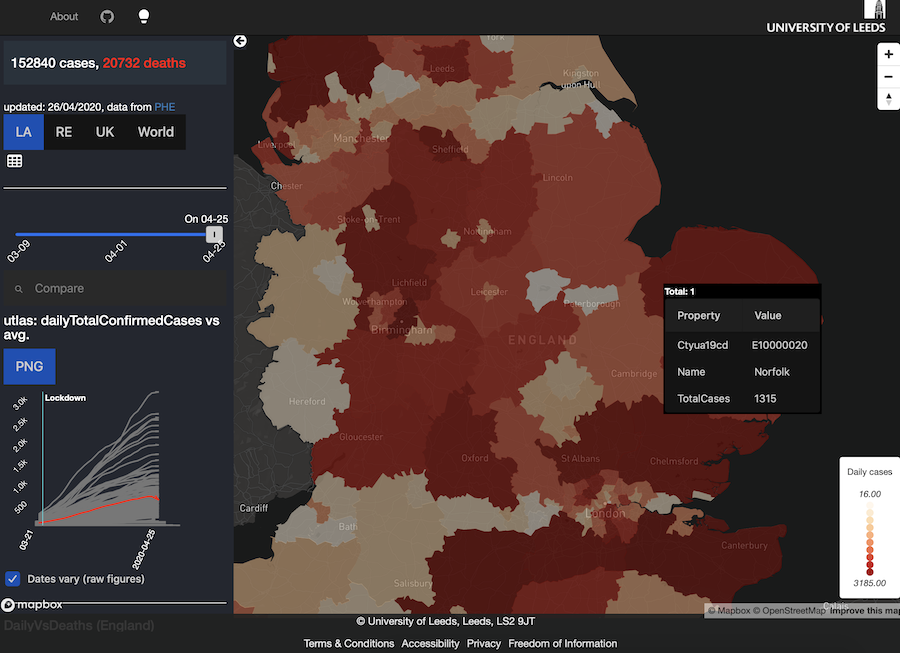 About
UNIVERSITY OF LEEDS
152840 cases, 20732 deaths
updated: 26/04/2020, data from PHE
LA RE UK World
On 04-25
03-09 04-01 04-25
Compare
utlas: dailyTotalConfirmedCases vs
avg.
PNG
Lockdown
3.0k
2.5k
2.0k
1.5k
1.0k
500
03-21 2020-04-25
Dates vary (raw figures)
mapbox
DailyVsDeaths (England)
York
Leeds
Kingston
upon Hull
Manchester
Liverpool
Sheffield
Lincoln
Chester
Stoke-on-Trent
Nottingham
Lichfield
Leicester
Wolverhampton
Peterborough
Birmingham
ENGLAND
Cambridge
Hereford
Gloucester
Oxford
St Albans
Chelmsford
Cardiff
London
Bath
Canterbury
Salisbury
Calais
Total: 1
Property Value
Ctyua19cd E10000020
Name Norfolk
TotalCases 1315
Daily cases
16.00
3185.00
© Mapbox © OpenStreetMap Improve this map
© University of Leeds, Leeds, LS2 9JT
Terms & Conditions Accessibility Privacy Freedom of Information